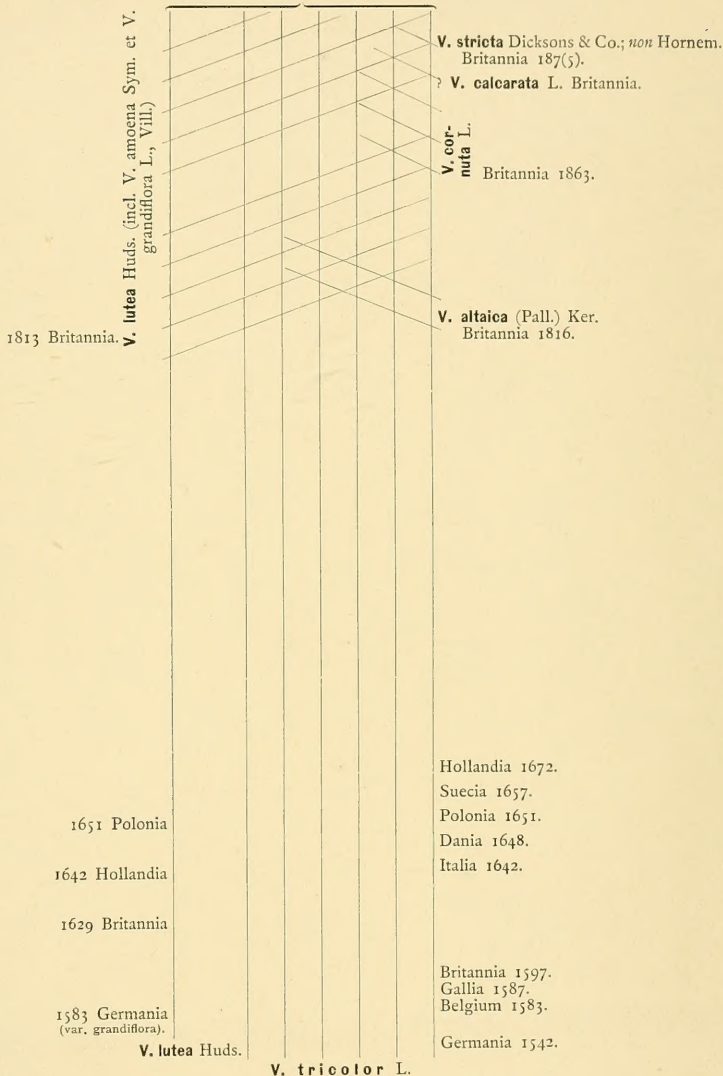 V. lutea Huds. (incl. V. amoena Sym. et V.
grandiflora L., Vill.)
V. stricta Dicksons & Co.; non Hornem.
Britannia 187(5).
? V. calcarata L. Britannia.
V. cor-
nuta L.
Britannia 1863.
V. altaica (Pall.) Ker.
Britannia 1816.
1813 Britannia.
Hollandia 1672.
Suecia 1657.
1651 Polonia
Polonia 1651.
Dania 1648.
1642 Hollandia
Italia 1642.
1629 Britannia
Britannia 1597.
Gallia 1587.
1583 Germania
(var. grandiflora).
Belgium 1583.
V. lutea Huds.
Germania 1542.
V. tricolor L.